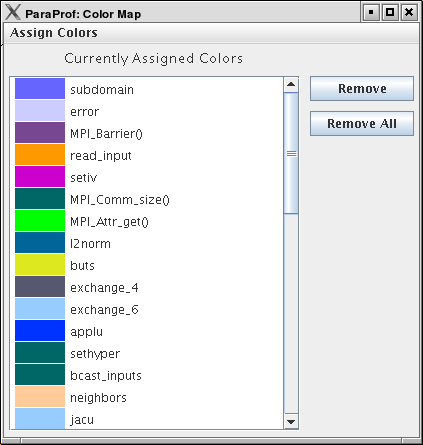 ParaProf: Color Map
Assign Colors
Currently Assigned Colors
subdomain
error
MPI_Barrier()
read_input
setiv
MPI_Comm_size()
MPI_Attr_get()
l2norm
buts
exchange_4
exchange_6
applu
sethyper
bcast_inputs
neighbors
jacu
Remove
Remove All